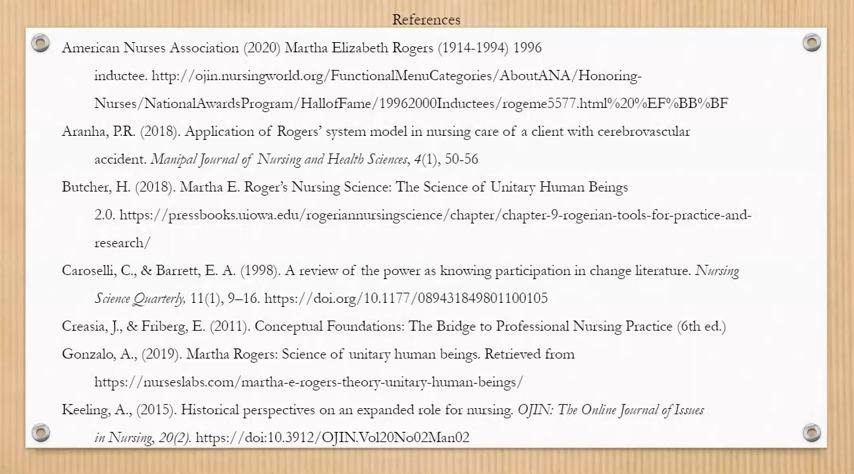 References
American Nurses Association (2020) Martha Elizabeth Rogers (1914-1994) 1996
inductee. http://ojin.nursingworld.org/FunctionalMenuCategories/AboutANA/Honoring-
Nurses/NationalAwardsProgram/HallofFame/19962000Inductees/rogeme5577.html%20%EF%BB%BF
Aranha, P.R. (2018). Application of Rogers' system model in nursing care of a client with cerebrovascular
accident. Manipal Journal of Nursing and Health Sciences, 4(1), 50-56
Butcher, H. (2018). Martha E. Roger's Nursing Science: The Science of Unitary Human Beings
2.0. https://pressbooks.uiowa.edu/rogeriannursingscience/chapter/chapter-9-rogerian-tools-for-practice-and-
research/
Caroselli, C., & Barrett, E. A. (1998). A review of the power as knowing participation in change literature. Nursing
Science Quarterly, 11(1), 9–16. https://doi.org/10.1177/089431849801100105
Creasia, J., & Friberg, E. (2011). Conceptual Foundations: The Bridge to Professional Nursing Practice (6th ed.)
Gonzalo, A., (2019). Martha Rogers: Science of unitary human beings. Retrieved from
https://nurseslabs.com/martha-e-rogers-theory-unitary-human-beings/
Keeling, A., (2015). Historical perspectives on an expanded role for nursing. OJIN: The Online Journal of Issues
in Nursing, 20(2). https://doi:10.3912/OJIN.Vol20No02Man02